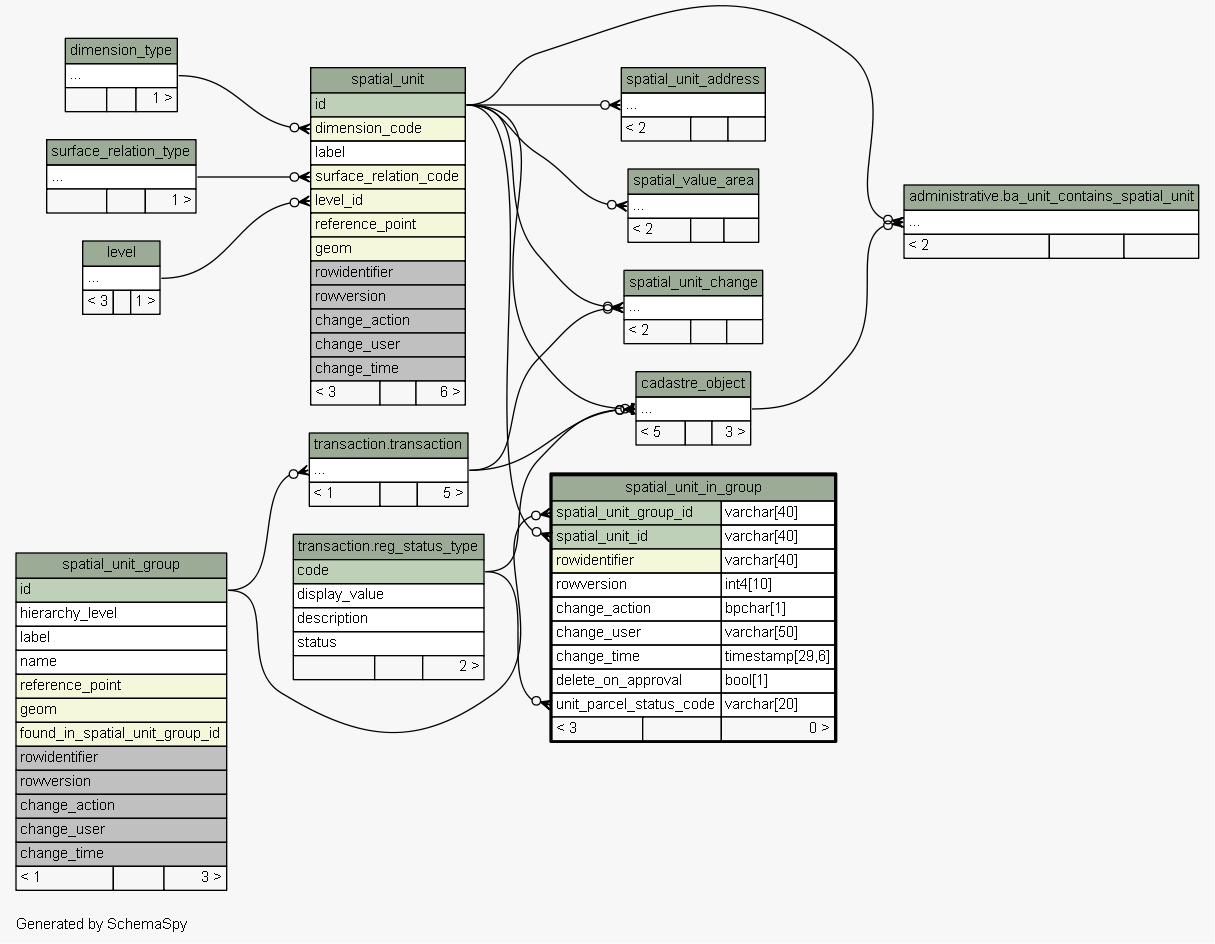 dimension_type
...
1 >
surface_relation_type
...
1 >
level
...
< 3 1 >
spatial_unit
id
dimension_code
label
surface_relation_code
level_id
reference_point
geom
rowidentifier
rowversion
change_action
change_user
change_time
< 3 6 >
spatial_unit_address
...
< 2
spatial_value_area
...
< 2
spatial_unit_change
...
< 2
cadastre_object
...
< 5 3 >
administrative.ba_unit_contains_spatial_unit
...
< 2
transaction.transaction
...
< 1 5 >
transaction.reg_status_type
code
display_value
description
status
2 >
spatial_unit_in_group
spatial_unit_group_id varchar[40]
spatial_unit_id varchar[40]
rowidentifier varchar[40]
rowversion int4[10]
change_action bpchar[1]
change_user varchar[50]
change_time timestamp[29,6]
delete_on_approval bool[1]
unit_parcel_status_code varchar[20]
< 3 0 >
spatial_unit_group
id
hierarchy_level
label
name
reference_point
geom
found_in_spatial_unit_group_id
rowidentifier
rowversion
change_action
change_user
change_time
< 1 3 >
Generated by SchemaSpy